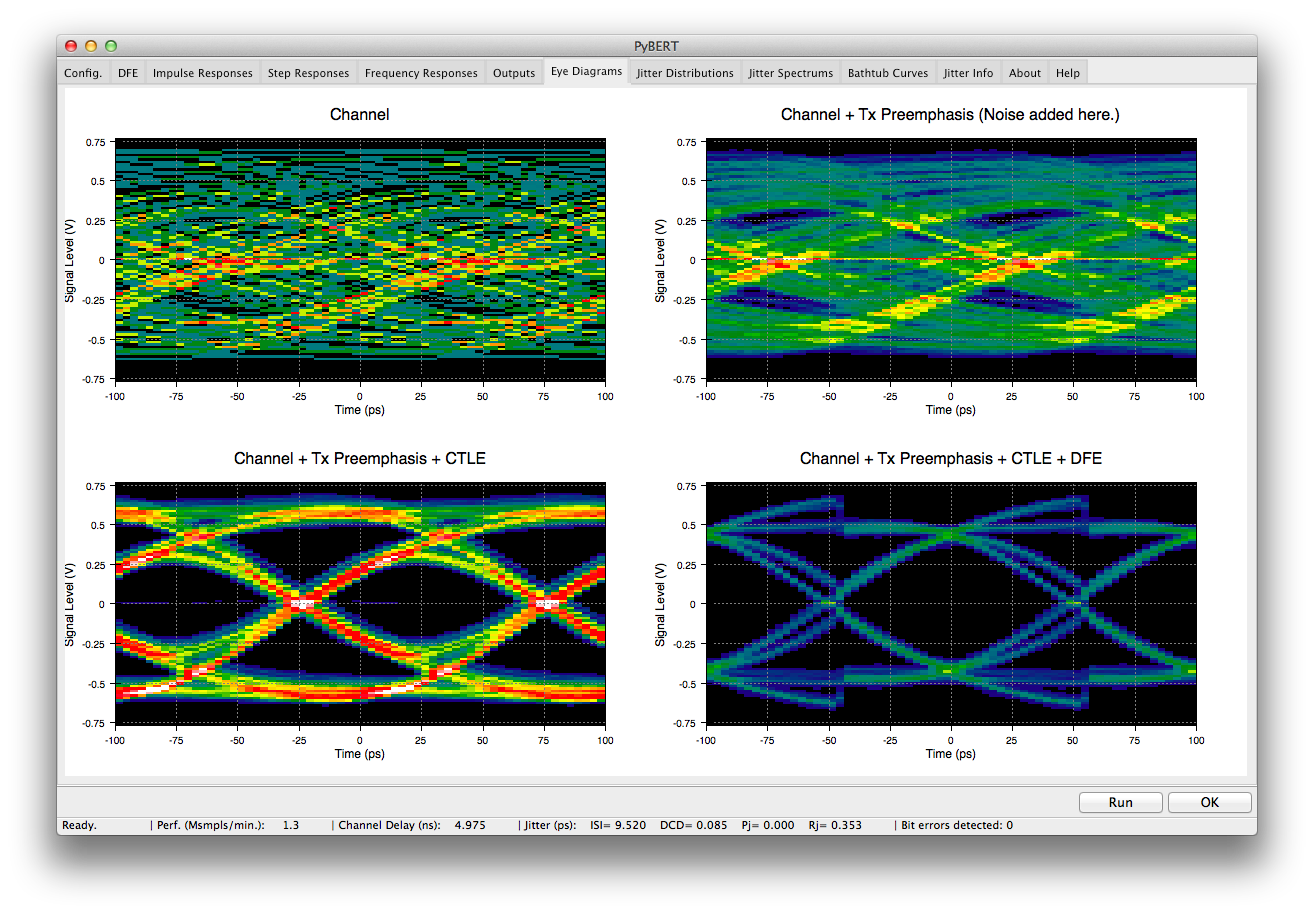 PyBERT
Config. DFE Impulse Responses Step Responses Frequency Responses Outputs Eye Diagrams Jitter Distributions Jitter Spectrums Bathtub Curves Jitter Info About Help
Channel
0.75
0.5
0.25
0
-0.25
-0.5
-0.75
Signal Level (V)
-100 -75 -50 -25 0 25 50 75 100
Time (ps)
Channel + Tx Preemphasis (Noise added here.)
0.75
0.5
0.25
0
-0.25
-0.5
-0.75
Signal Level (V)
-100 -75 -50 -25 0 25 50 75 100
Time (ps)
Channel + Tx Preemphasis + CTLE
0.75
0.5
0.25
0
-0.25
-0.5
-0.75
Signal Level (V)
-100 -75 -50 -25 0 25 50 75 100
Time (ps)
Channel + Tx Preemphasis + CTLE + DFE
0.75
0.5
0.25
0
-0.25
-0.5
-0.75
Signal Level (V)
-100 -75 -50 -25 0 25 50 75 100
Time (ps)
Run OK
Ready. | Perf. (Msmpls/min.): 1.3 | Channel Delay (ns): 4.975 | Jitter (ps): ISI= 9.520 DCD= 0.085 Pj= 0.000 Rj= 0.353 | Bit errors detected: 0